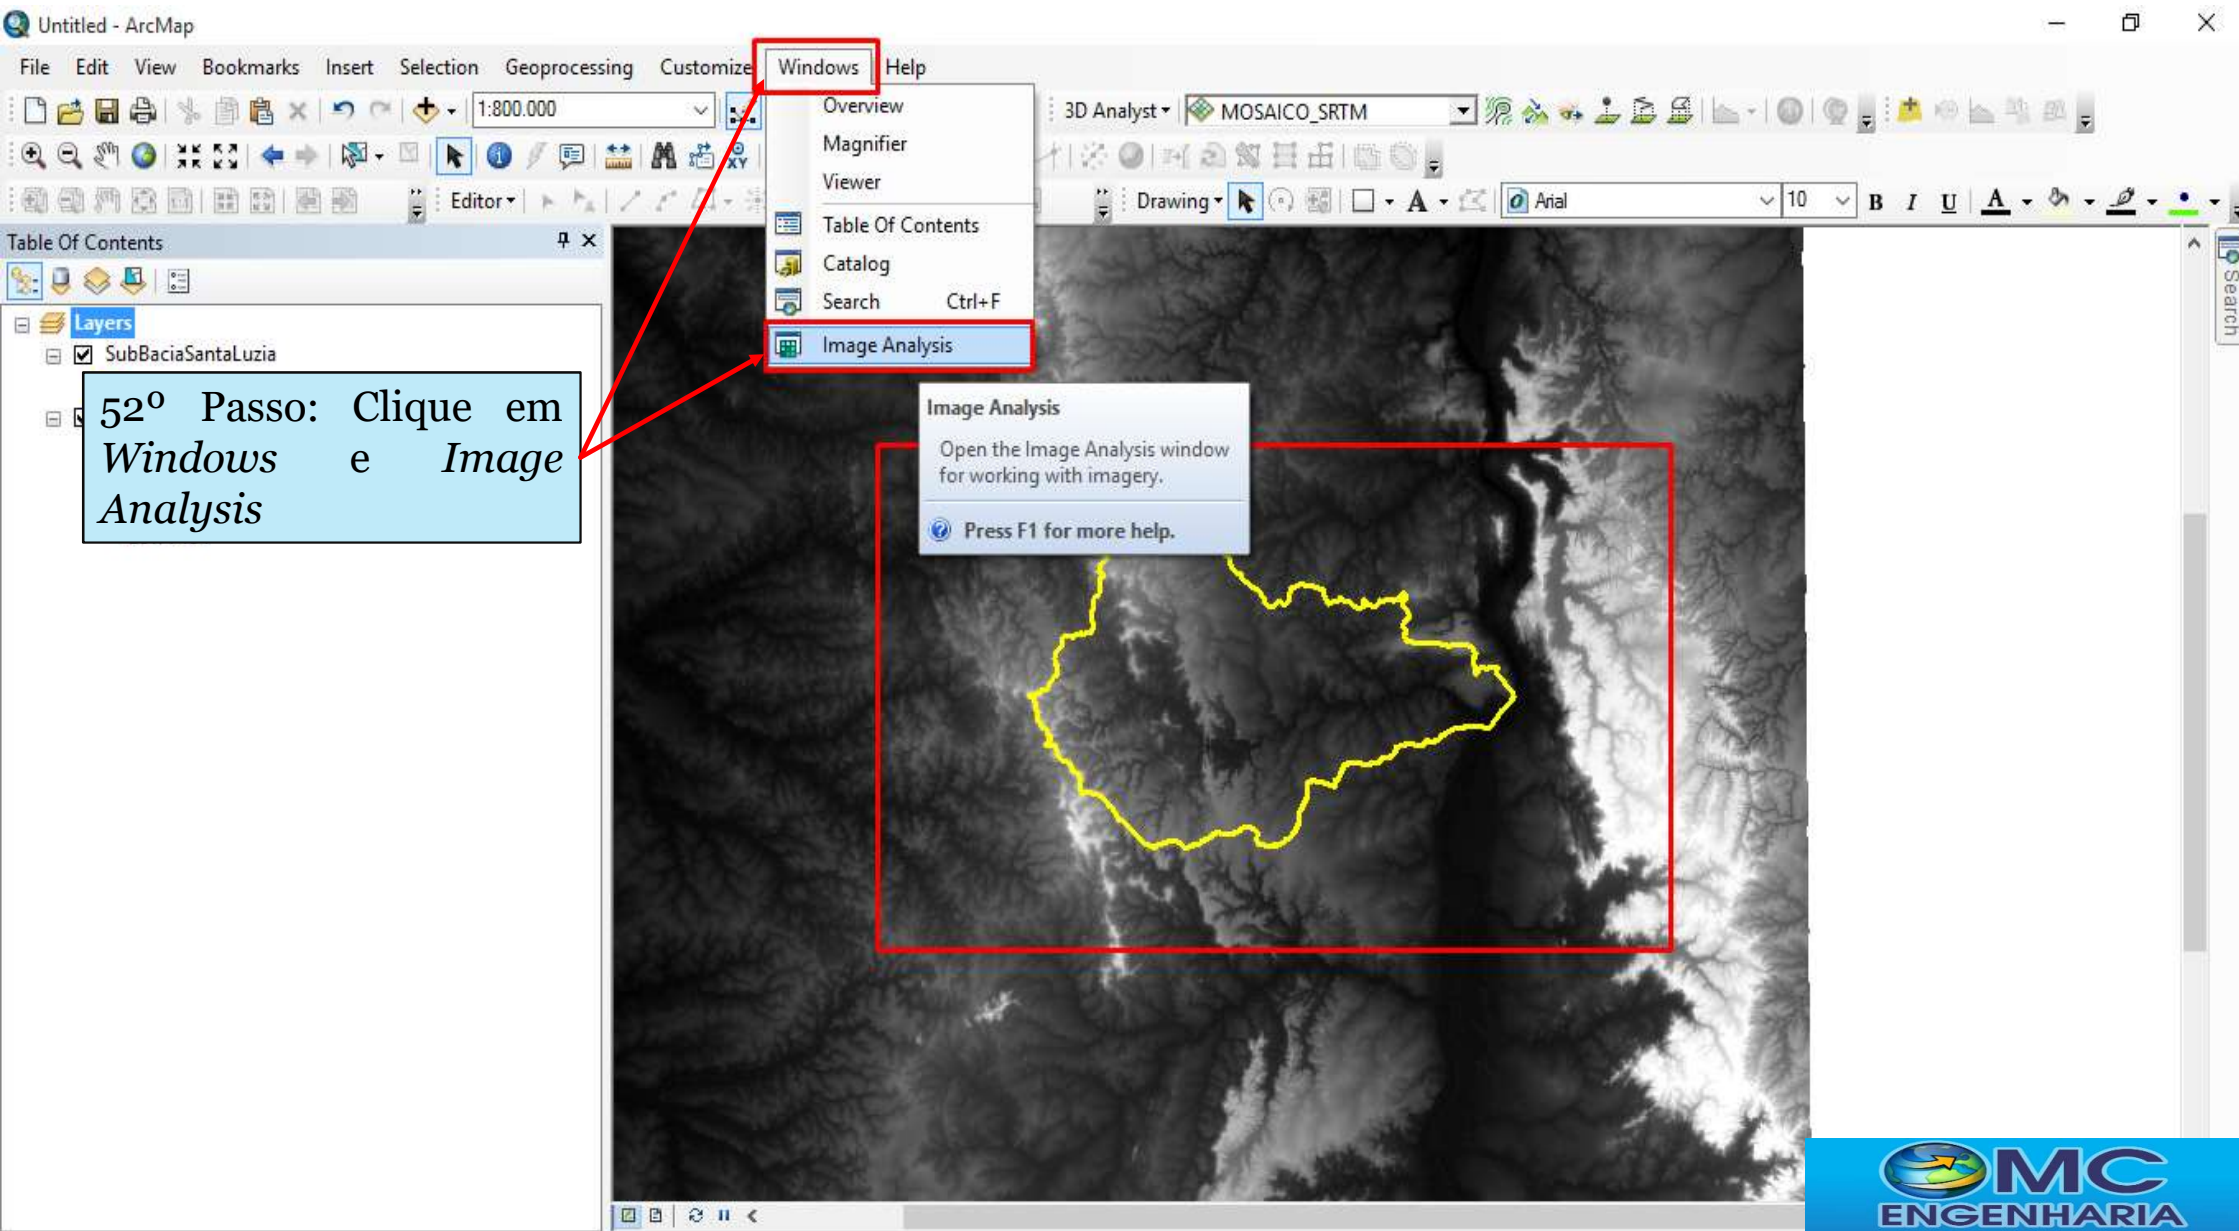 Untitled - ArcMap
File Edit View Bookmarks Insert Selection Geoprocessing Customize Windows Help
1:800.000
3D Analyst
MOSAICO_SRTM
Editor
Drawing
Arial
10
B I U A
Overview
Magnifier
Viewer
Table Of Contents
Catalog
Search Ctrl+F
Image Analysis
Table Of Contents
Layers
SubBaciaSantaLuzia
52º Passo: Clique em
Windows e Image
Analysis
Image Analysis
Open the Image Analysis window
for working with imagery.
Press F1 for more help.
Search
MC
ENGENHARIA